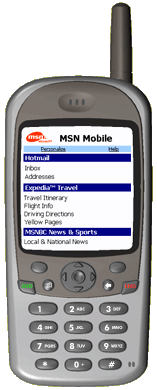 msn MSN Mobile
Personalize Help
Hotmail
Inbox
Addresses
Expedia™ Travel
Travel Itinerary
Flight Info
Driving Directions
Yellow Pages
MSNBC News & Sports
Local & National News
1 2 ABC 3 DEF
4 GHI 5 JKL 6 MNO
7 PQRS 8 TUV 9 WXYZ
* 0 #